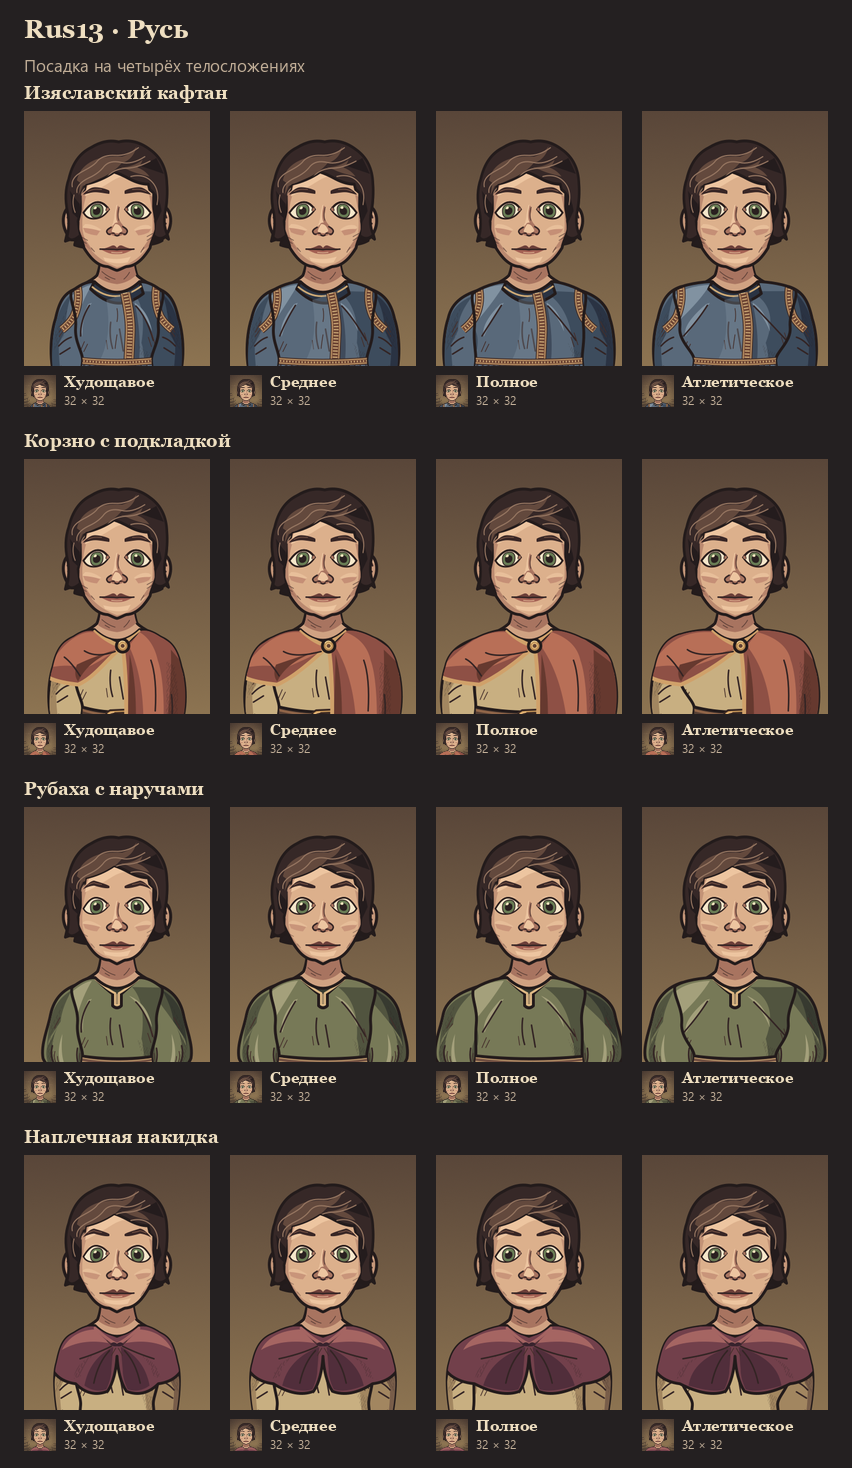 Rus13 · Русь
Посадка на четырёх телосложениях
Изяславский кафтан
Худощавое
32 × 32
Среднее
32 × 32
Полное
32 × 32
Атлетическое
32 × 32
Корзно с подкладкой
Худощавое
32 × 32
Среднее
32 × 32
Полное
32 × 32
Атлетическое
32 × 32
Рубаха с наручами
Худощавое
32 × 32
Среднее
32 × 32
Полное
32 × 32
Атлетическое
32 × 32
Наплечная накидка
Худощавое
32 × 32
Среднее
32 × 32
Полное
32 × 32
Атлетическое
32 × 32